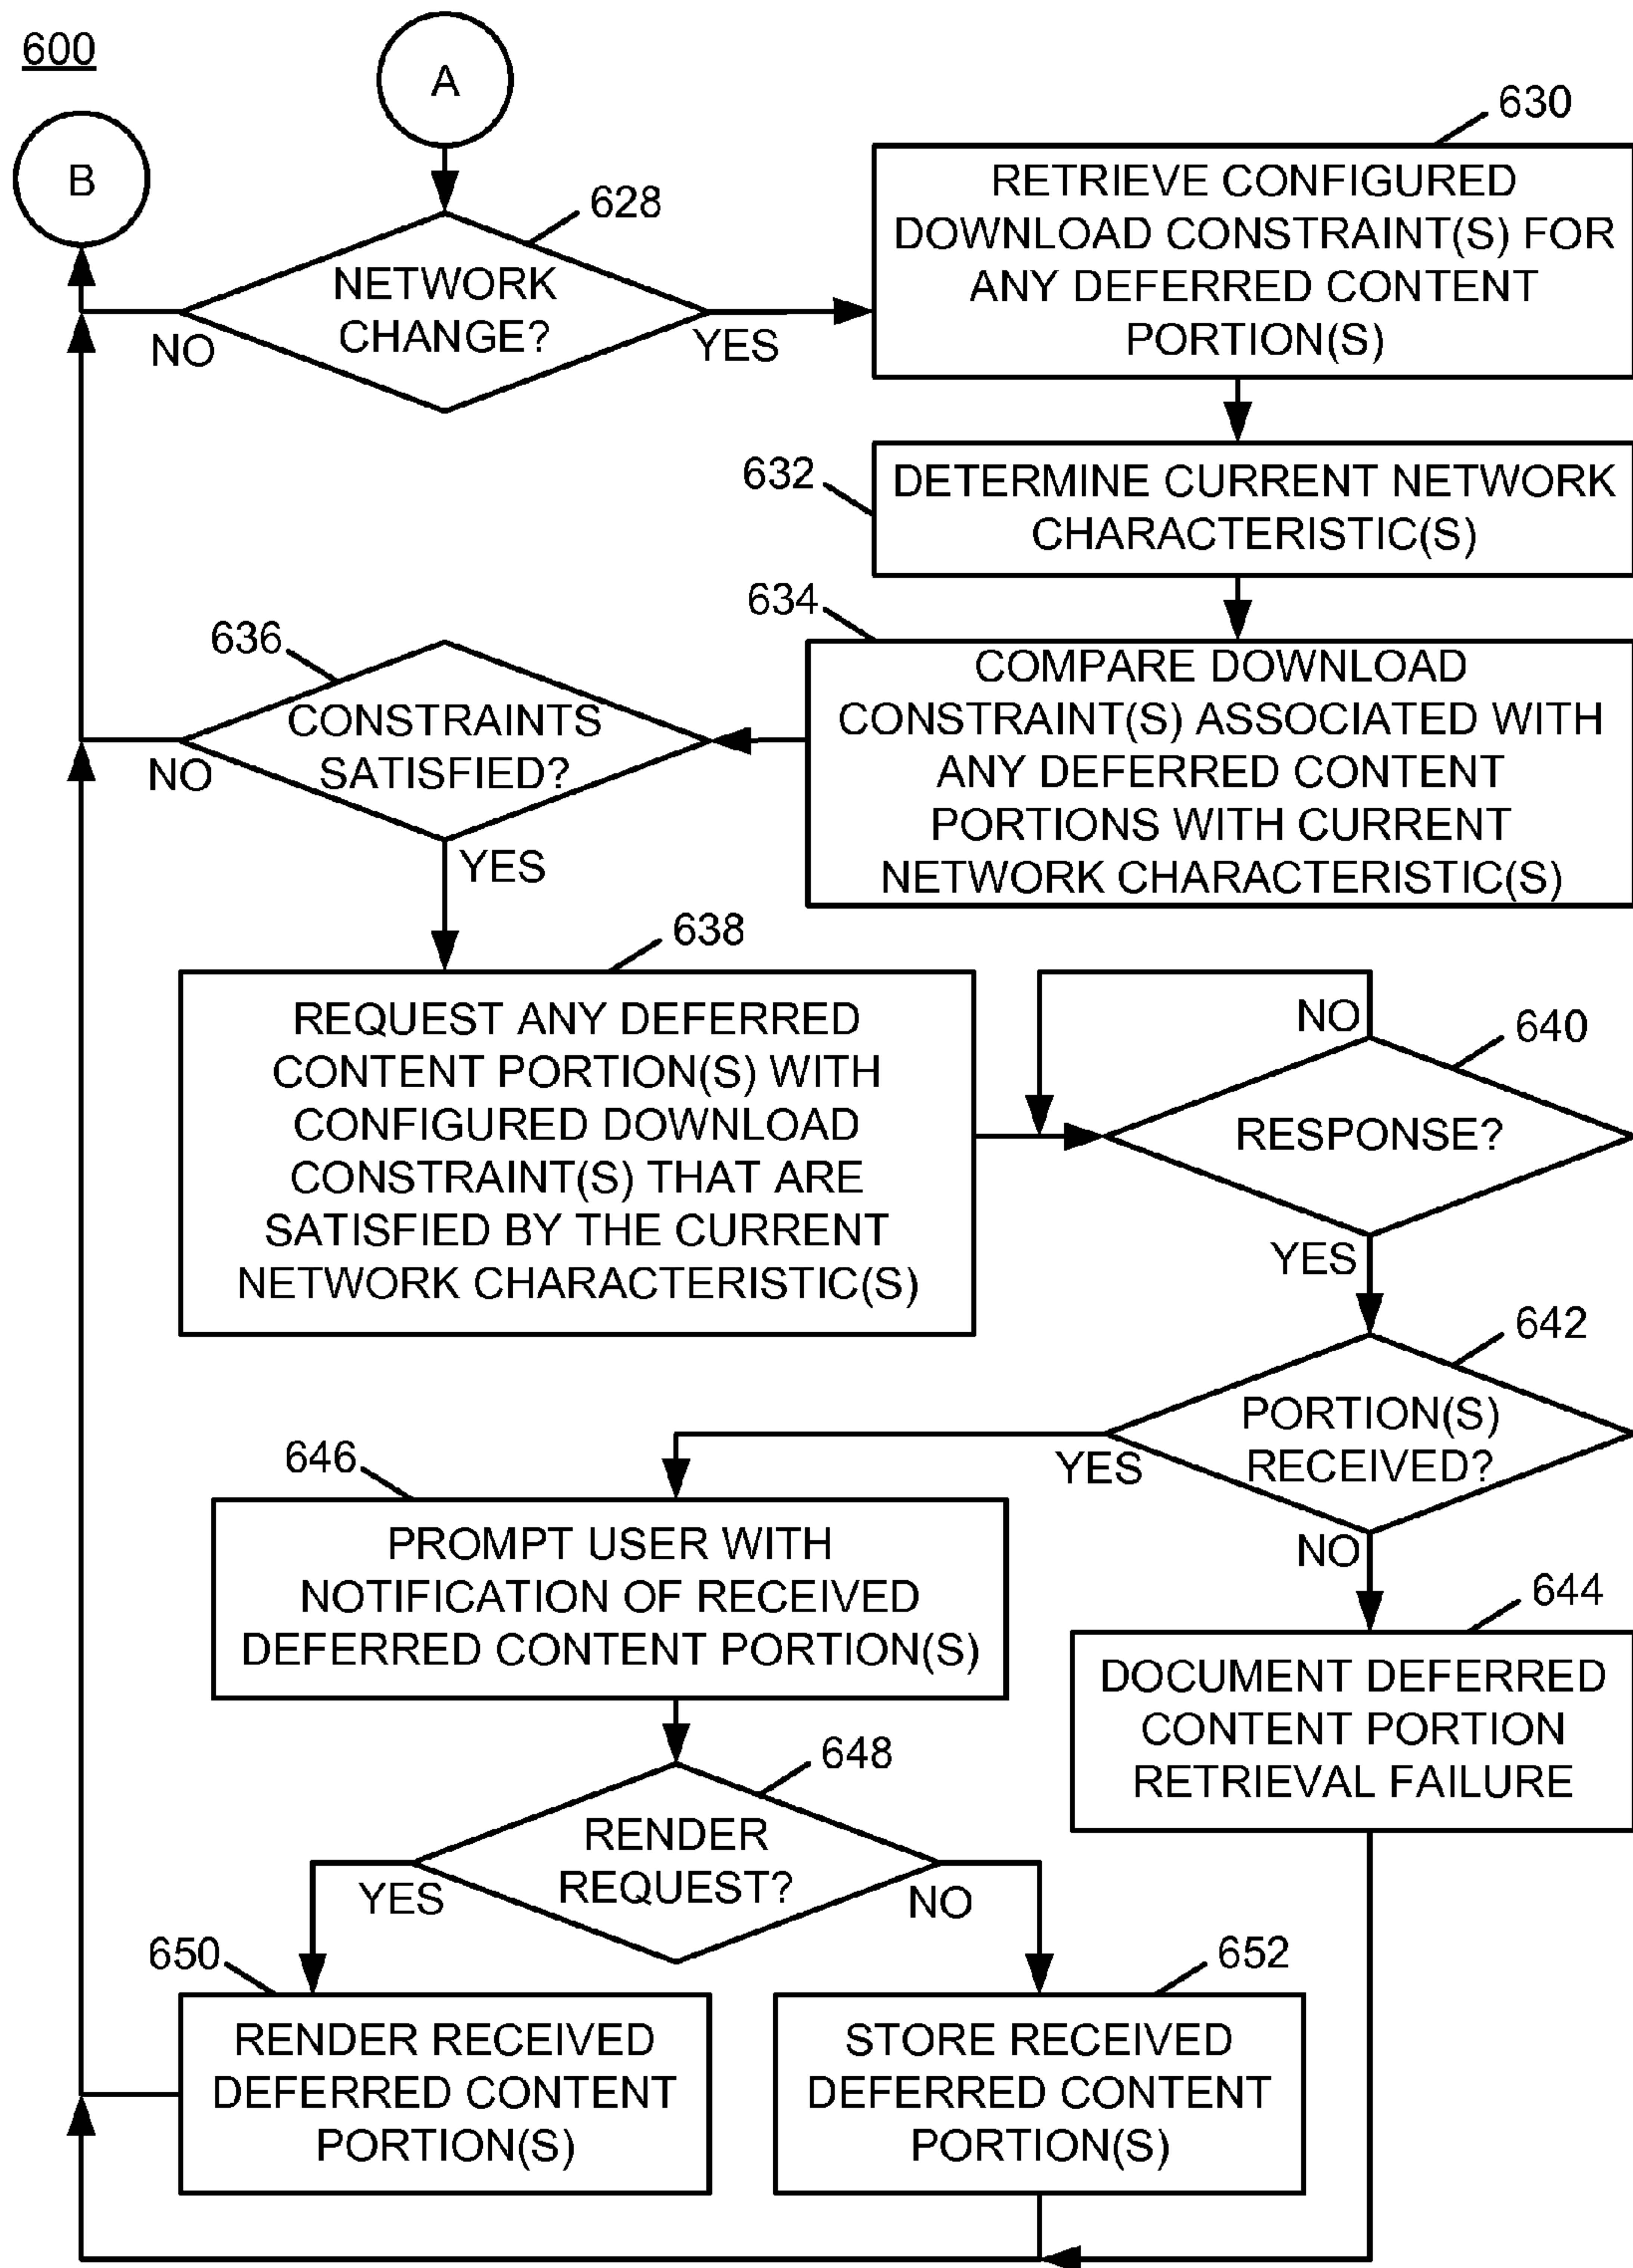 600
A
B
628
NETWORK
CHANGE?
NO
YES
630
RETRIEVE CONFIGURED
DOWNLOAD CONSTRAINT(S) FOR
ANY DEFERRED CONTENT
PORTION(S)
632
DETERMINE CURRENT NETWORK
CHARACTERISTIC(S)
634
COMPARE DOWNLOAD
CONSTRAINT(S) ASSOCIATED WITH
ANY DEFERRED CONTENT
PORTIONS WITH CURRENT
NETWORK CHARACTERISTIC(S)
636
CONSTRAINTS
SATISFIED?
NO
YES
638
REQUEST ANY DEFERRED
CONTENT PORTION(S) WITH
CONFIGURED DOWNLOAD
CONSTRAINT(S) THAT ARE
SATISFIED BY THE CURRENT
NETWORK CHARACTERISTIC(S)
NO
640
RESPONSE?
YES
642
PORTION(S)
RECEIVED?
YES
NO
644
DOCUMENT DEFERRED
CONTENT PORTION
RETRIEVAL FAILURE
646
PROMPT USER WITH
NOTIFICATION OF RECEIVED
DEFERRED CONTENT PORTION(S)
648
RENDER
REQUEST?
YES
NO
650
RENDER RECEIVED
DEFERRED CONTENT
PORTION(S)
652
STORE RECEIVED
DEFERRED CONTENT
PORTION(S)